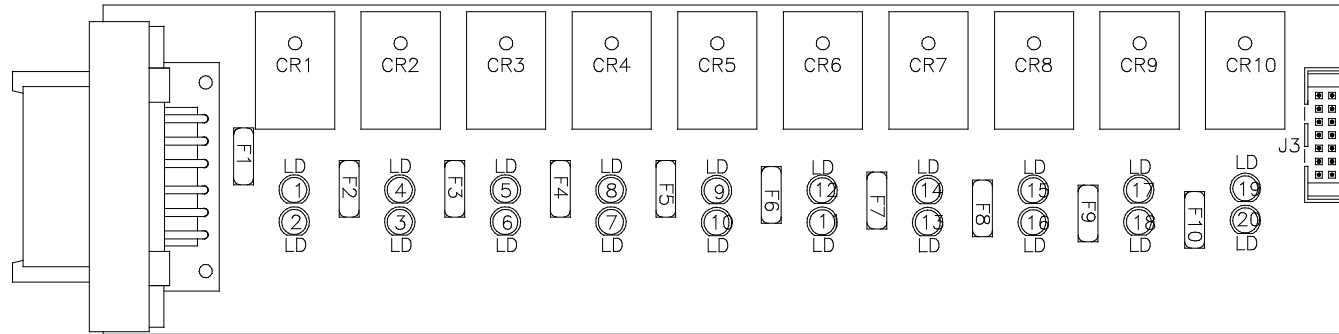 CR1 CR2 CR3 CR4 CR5 CR6 CR7 CR8 CR9 CR10
J3
F1 F2 F3 F4 F5 F6 F7 F8 F9 F10
LD LD LD LD LD LD LD LD LD LD
1 4 5 8 9 12 14 15 17 19
2 3 6 7 10 11 13 16 18 20
LD LD LD LD LD LD LD LD LD LD